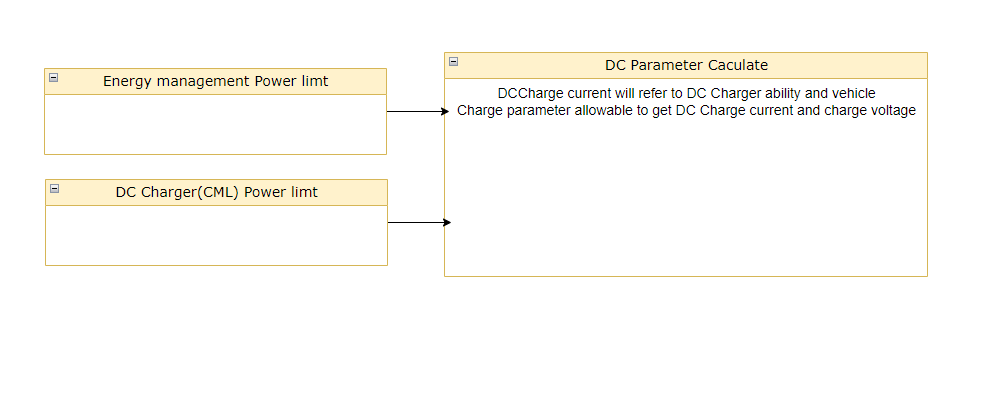 Energy management Power limt
DC Parameter Caculate
DCCharge current will refer to DC Charger ability and vehicle
Charge parameter allowable to get DC Charge current and charge voltage
DC Charger(CML) Power limt